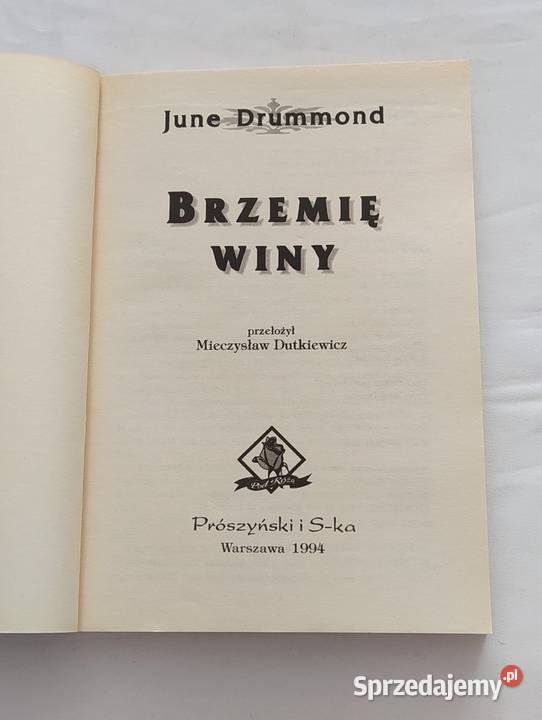 June Drummond
BRZEMIĘ
WINY
przełożył
Mieczysław Dutkiewicz
Pod Różą
Prószyński i S-ka
Warszawa 1994
Sprzedajemy.pl